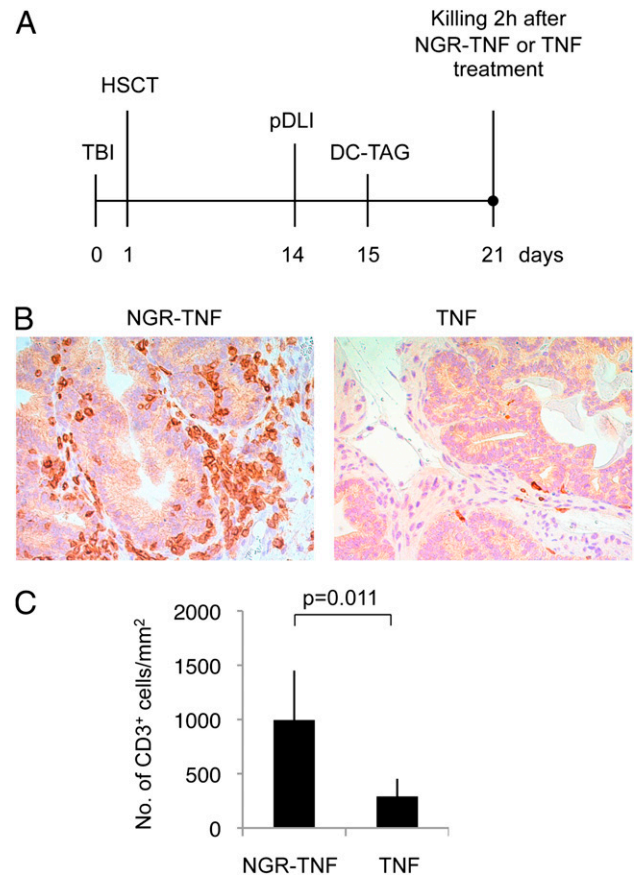 A
Killing 2h after
NGR-TNF or TNF
treatment
HSCT
pDLI
TBI
DC-TAG
0 1 14 15 21 days
B
NGR-TNF TNF
C
p=0.011
No. of CD3⁺ cells/mm²
2000
1500
1000
500
0
NGR-TNF TNF